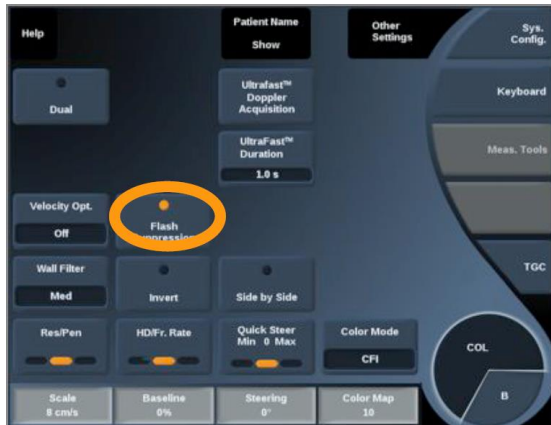 Help
Patient Name
Show
Other
Settings
Sys.
Config.
Dual
Ultrafast™
Doppler
Acquisition
Keyboard
UltraFast™
Duration
1.0 s
Meas. Tools
Velocity Opt.
Off
Flash
Suppression
Wall Filter
Med
Invert
Side by Side
TGC
Res/Pen
HD/Fr. Rate
Quick Steer
Min 0 Max
Color Mode
CFI
COL
B
Scale
8 cm/s
Baseline
0%
Steering
0°
Color Map
10